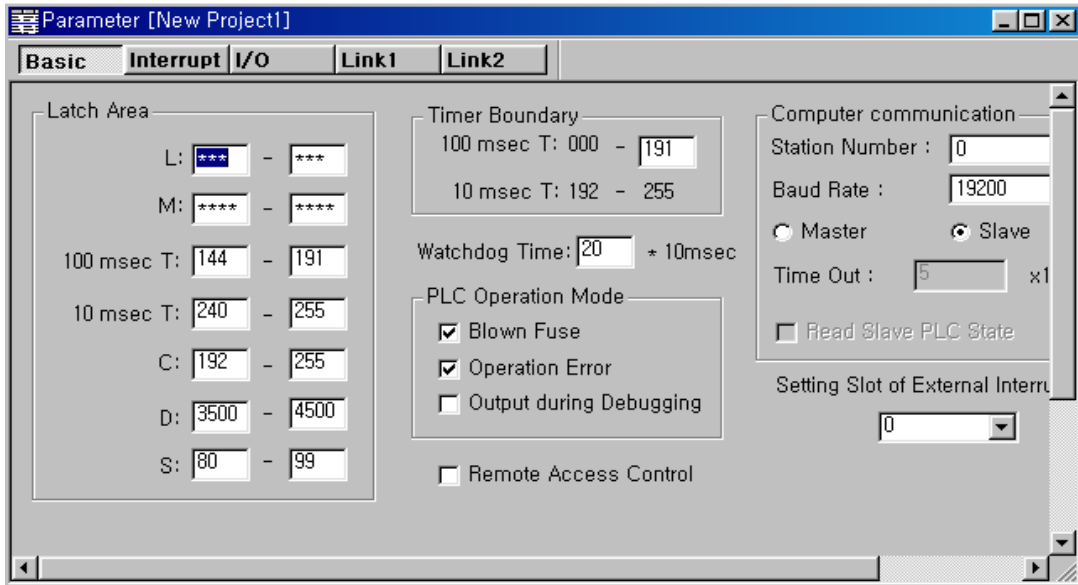 Parameter [New Project1]
Basic Interrupt I/O Link1 Link2
Latch Area
L: *** - ***
M: **** - ****
100 msec T: 144 - 191
10 msec T: 240 - 255
C: 192 - 255
D: 3500 - 4500
S: 80 - 99
Timer Boundary
100 msec T: 000 - 191
10 msec T: 192 - 255
Watchdog Time: 20 * 10msec
PLC Operation Mode
Blown Fuse
Operation Error
Output during Debugging
Remote Access Control
Computer communication
Station Number : 0
Baud Rate : 19200
Master Slave
Time Out : 5 x1
Read Slave PLC State
Setting Slot of External Interru
0